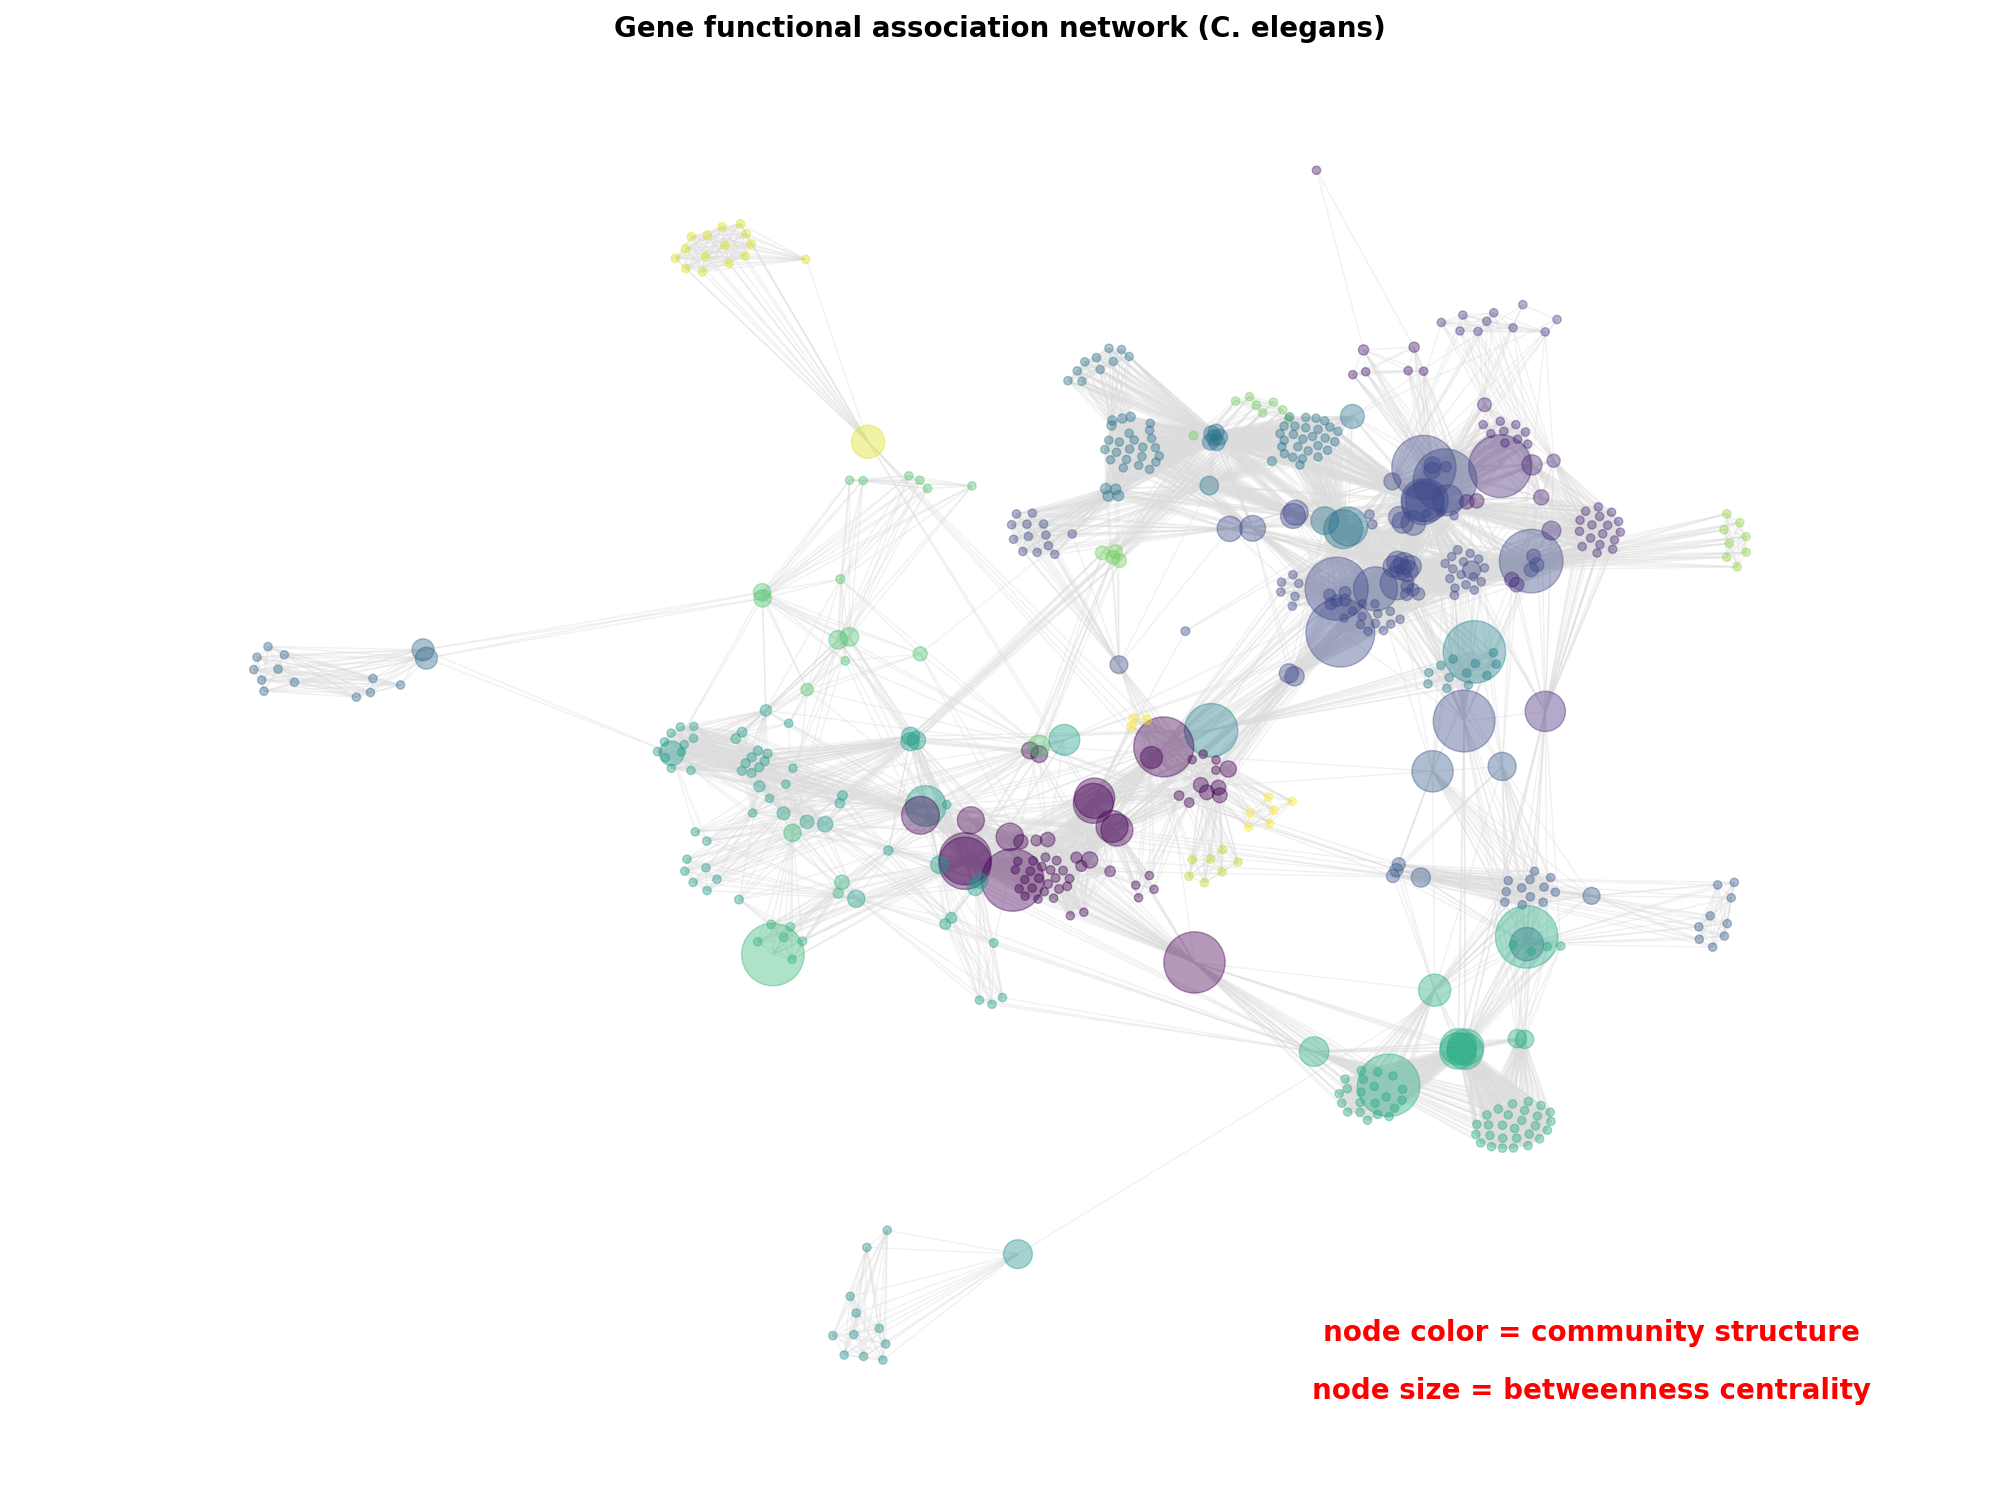 Gene functional association network (C. elegans)
node color = community structure
node size = betweenness centrality